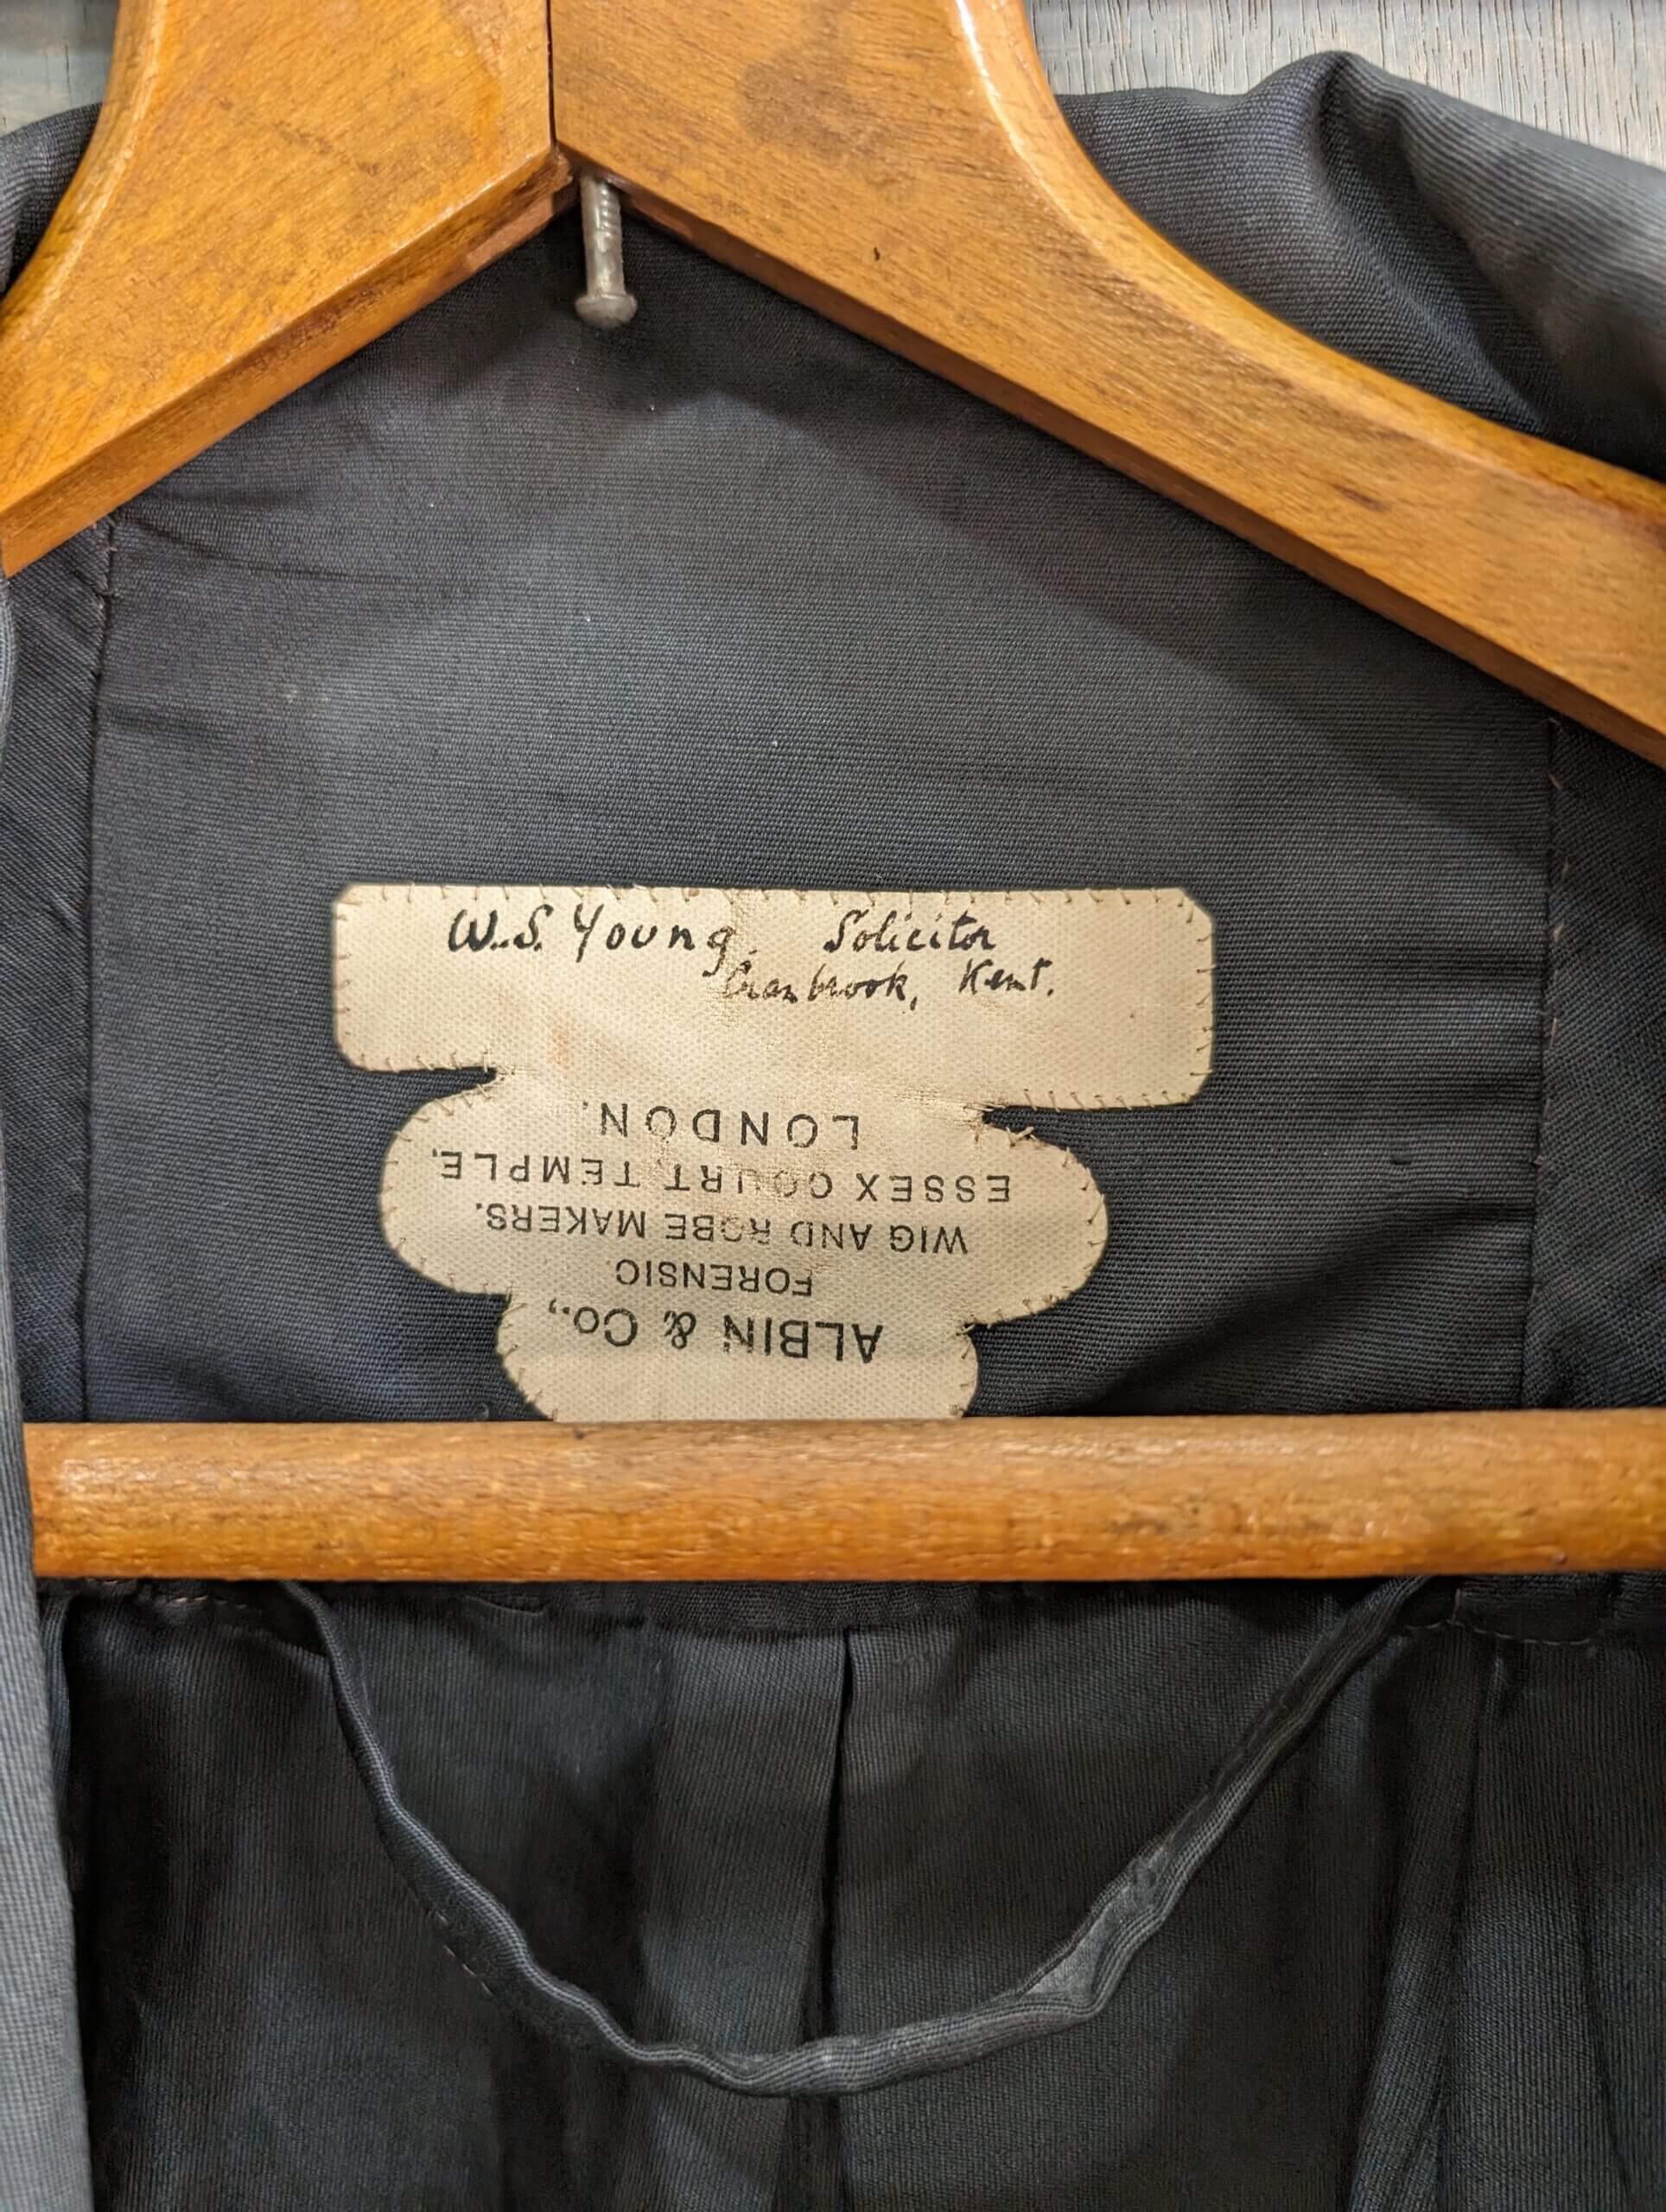 W.S. Young. Solicitor
Cranbrook, Kent.
ALBIN & Co.,
FORENSIC
WIG AND ROBE MAKERS.
ESSEX COURT, TEMPLE,
LONDON.